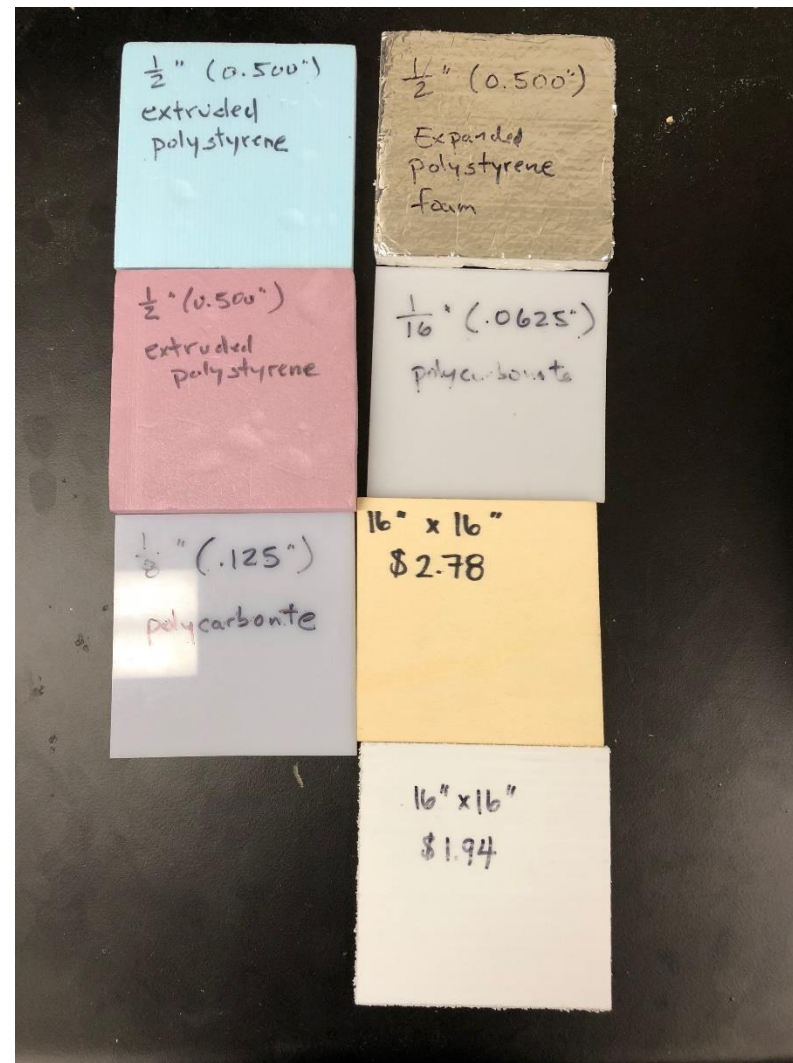 1/2" (0.500")
extruded
polystyrene
1/2" (0.500")
Expanded
polystyrene
foam
1/2" (0.500")
extruded
polystyrene
1/16" (.0625")
polycarbonate
1/8" (.125")
polycarbonte
16" x 16"
$2.78
16" x 16"
$1.94